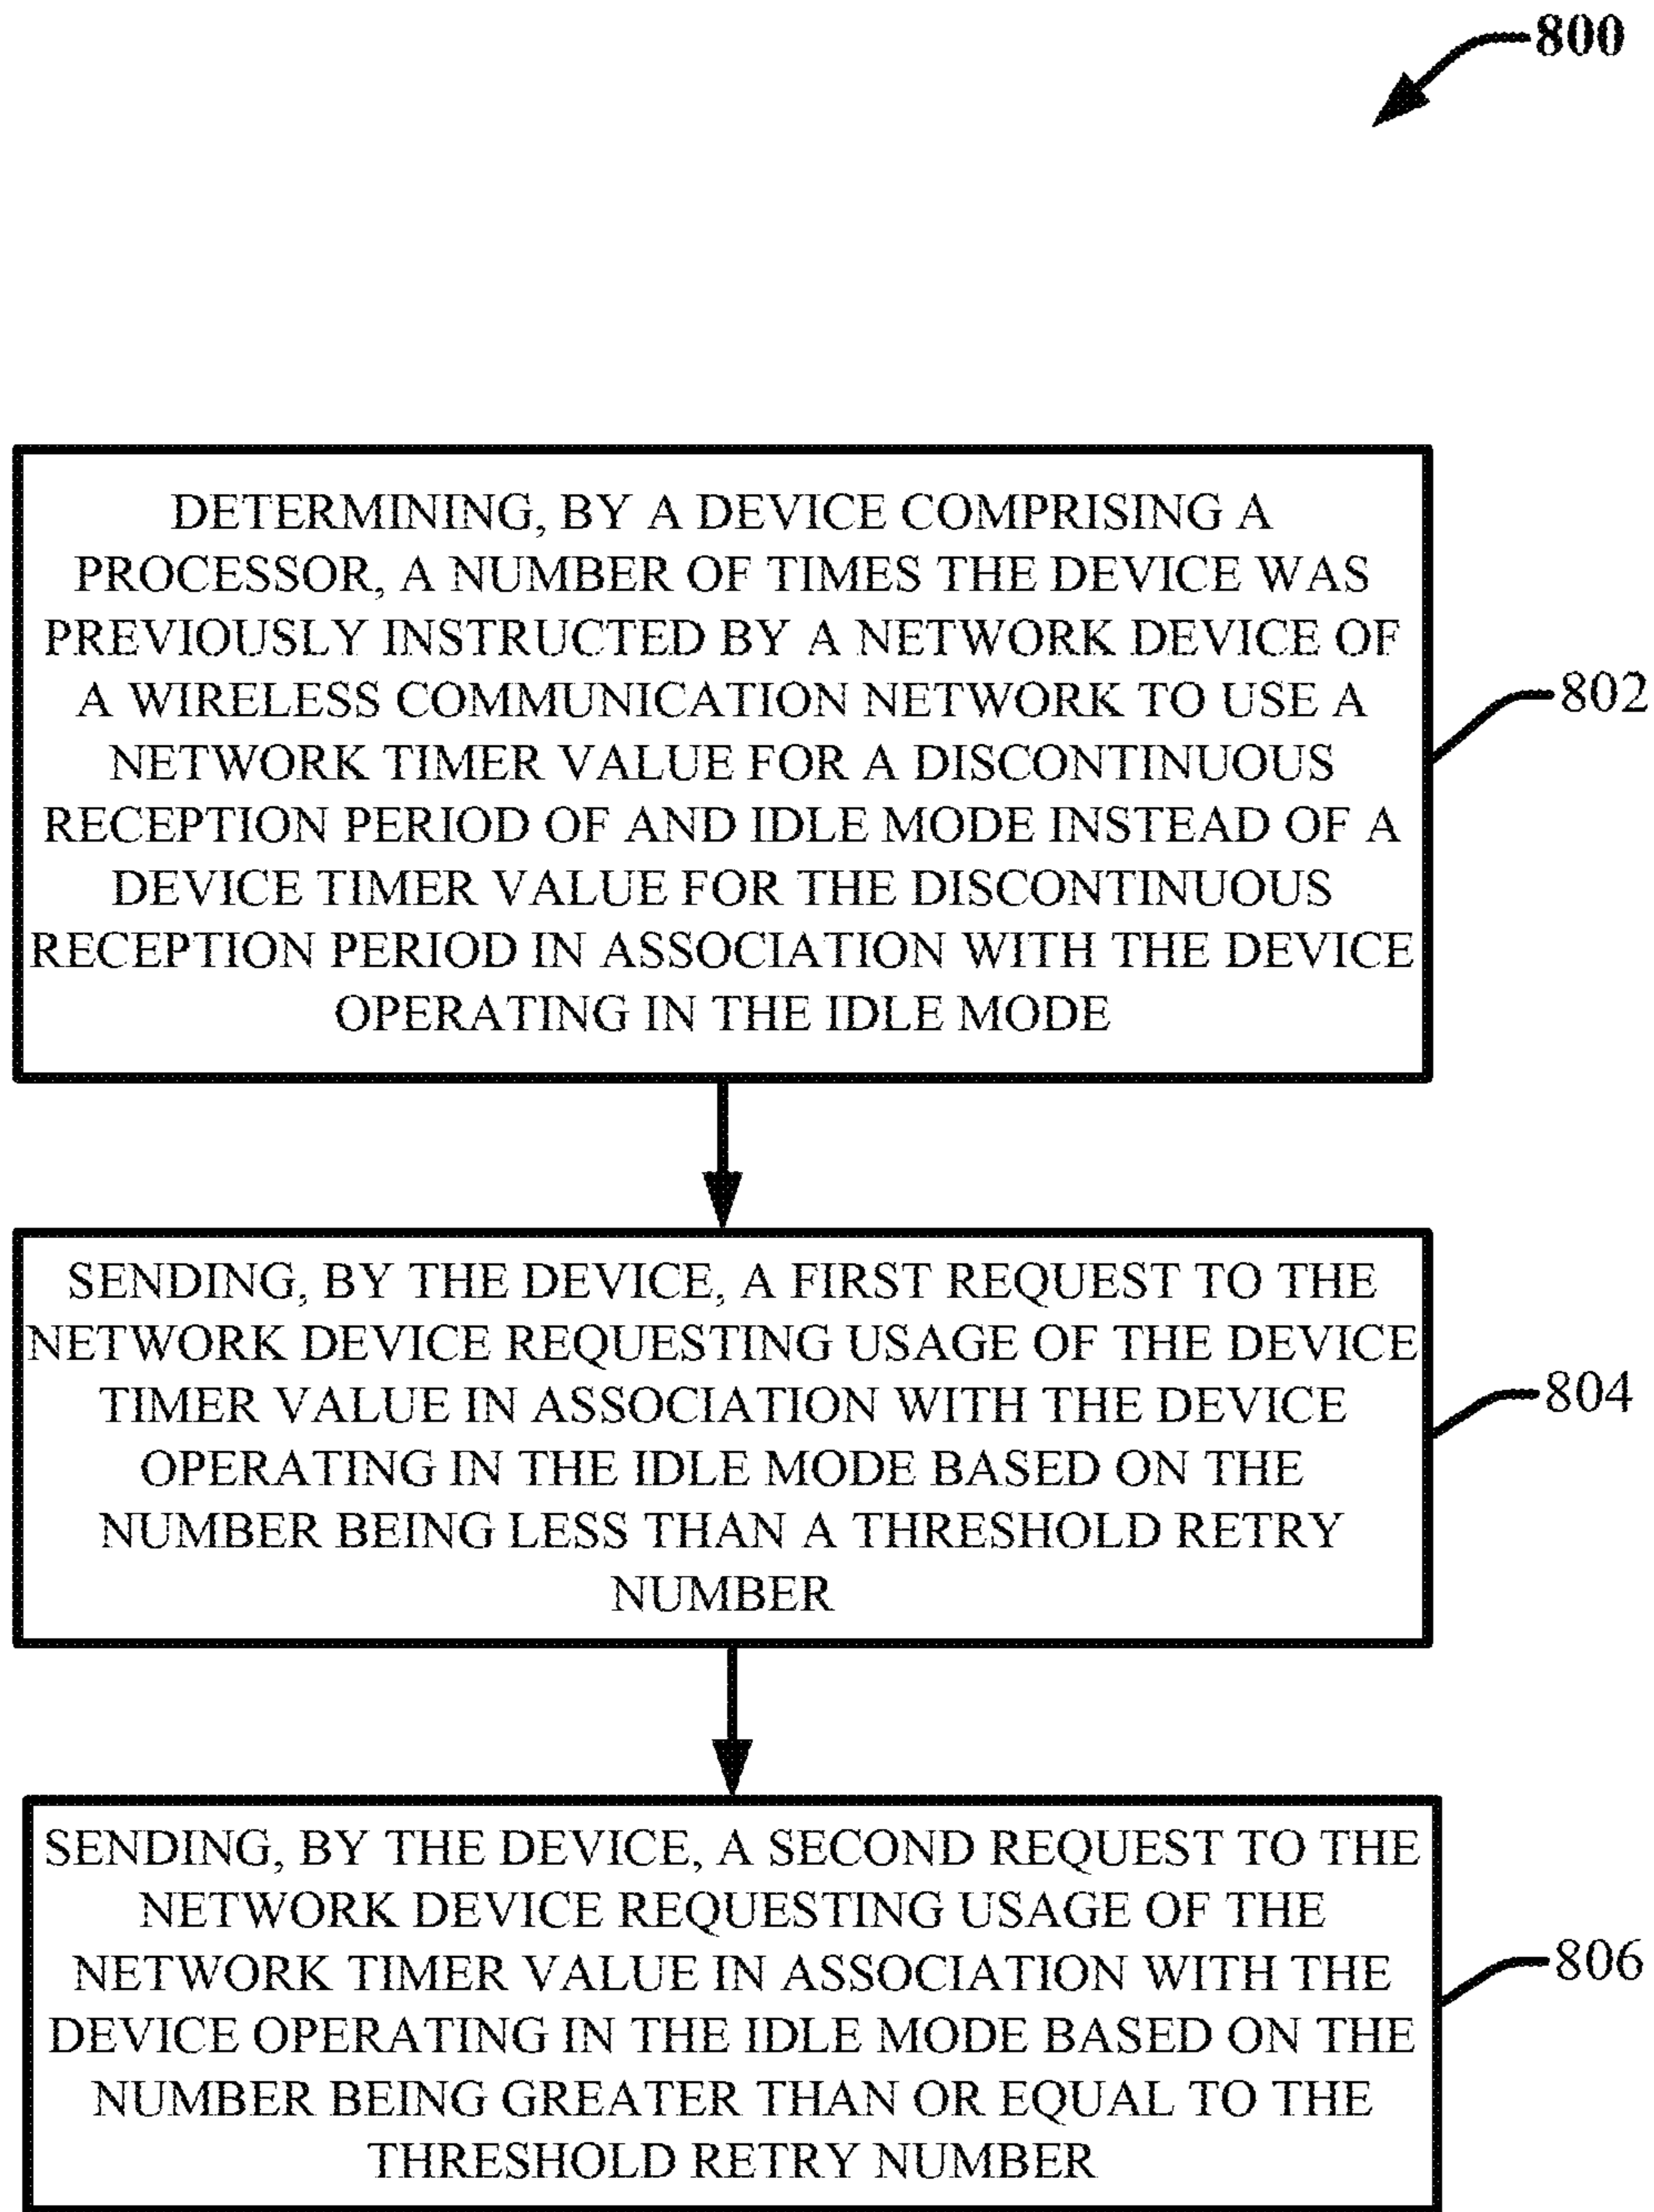 800
DETERMINING, BY A DEVICE COMPRISING A
PROCESSOR, A NUMBER OF TIMES THE DEVICE WAS
PREVIOUSLY INSTRUCTED BY A NETWORK DEVICE OF
A WIRELESS COMMUNICATION NETWORK TO USE A
NETWORK TIMER VALUE FOR A DISCONTINUOUS
RECEPTION PERIOD OF AND IDLE MODE INSTEAD OF A
DEVICE TIMER VALUE FOR THE DISCONTINUOUS
RECEPTION PERIOD IN ASSOCIATION WITH THE DEVICE
OPERATING IN THE IDLE MODE
802
SENDING, BY THE DEVICE, A FIRST REQUEST TO THE
NETWORK DEVICE REQUESTING USAGE OF THE DEVICE
TIMER VALUE IN ASSOCIATION WITH THE DEVICE
OPERATING IN THE IDLE MODE BASED ON THE
NUMBER BEING LESS THAN A THRESHOLD RETRY
NUMBER
804
SENDING, BY THE DEVICE, A SECOND REQUEST TO THE
NETWORK DEVICE REQUESTING USAGE OF THE
NETWORK TIMER VALUE IN ASSOCIATION WITH THE
DEVICE OPERATING IN THE IDLE MODE BASED ON THE
NUMBER BEING GREATER THAN OR EQUAL TO THE
THRESHOLD RETRY NUMBER
806